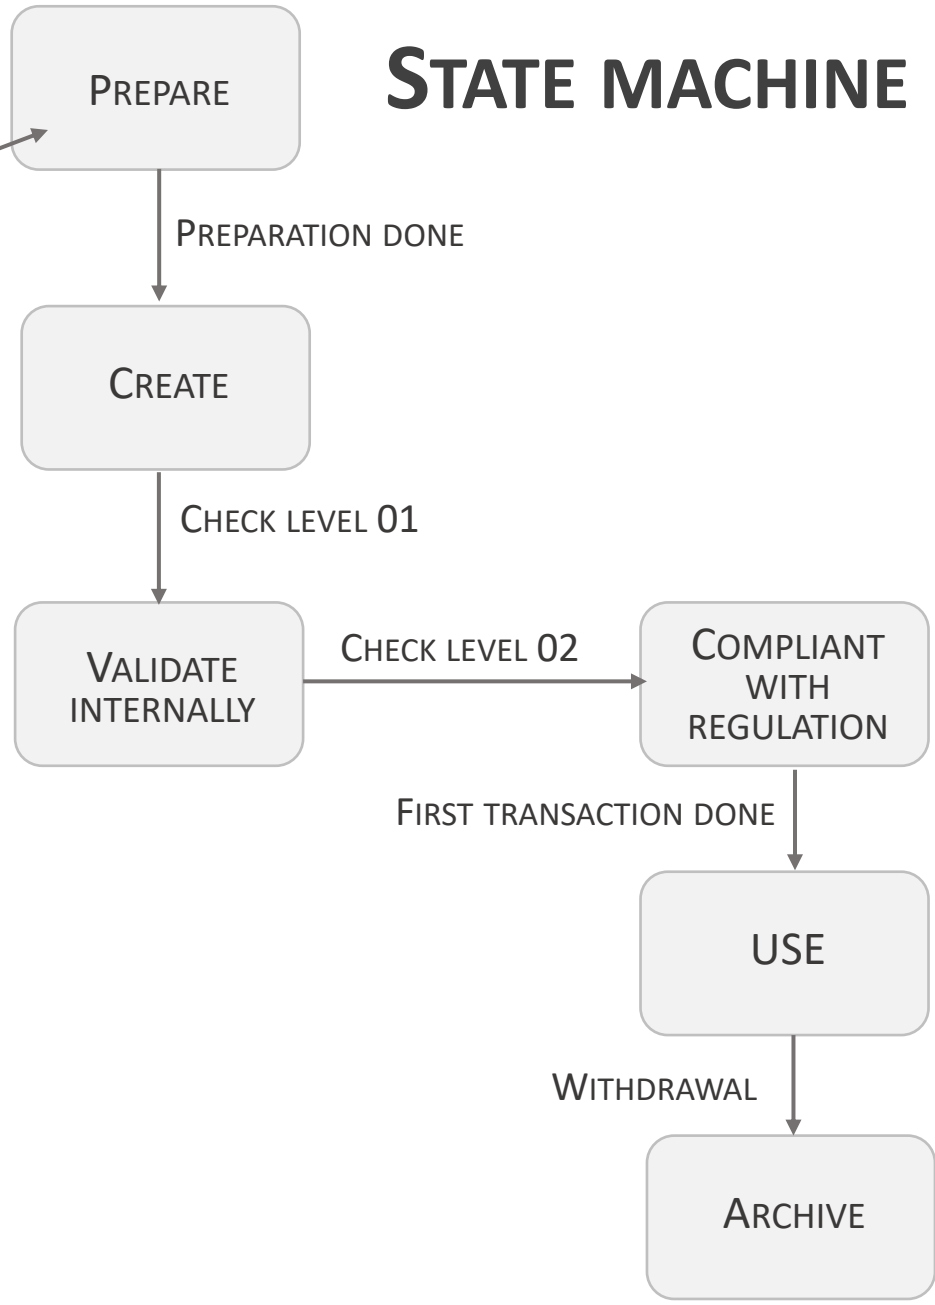 STATE MACHINE
PREPARE
PREPARATION DONE
CREATE
CHECK LEVEL 01
VALIDATE
INTERNALLY
CHECK LEVEL 02
COMPLIANT
WITH
REGULATION
FIRST TRANSACTION DONE
USE
WITHDRAWAL
ARCHIVE